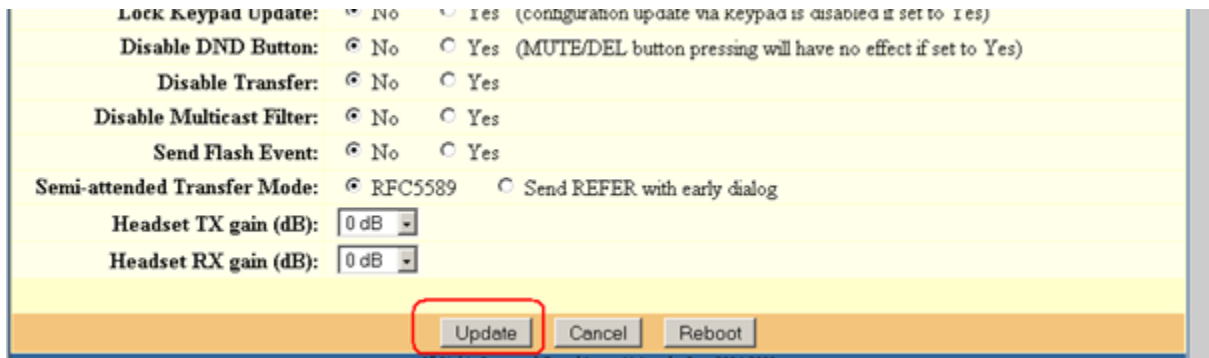 Lock Keypad Update: No Yes (configuration update via keypad is disabled if set to Yes)
Disable DND Button: No Yes (MUTE/DEL button pressing will have no effect if set to Yes)
Disable Transfer: No Yes
Disable Multicast Filter: No Yes
Send Flash Event: No Yes
Semi-attended Transfer Mode: RFC5589 Send REFER with early dialog
Headset TX gain (dB): 0 dB
Headset RX gain (dB): 0 dB
Update Cancel Reboot